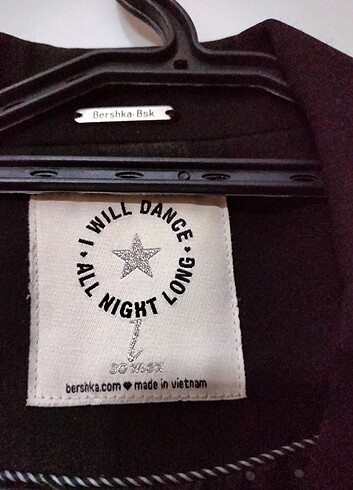 Bershka-Bsk
• I WILL DANCE •
ALL NIGHT LONG
bershka.com ♥ made in vietnam